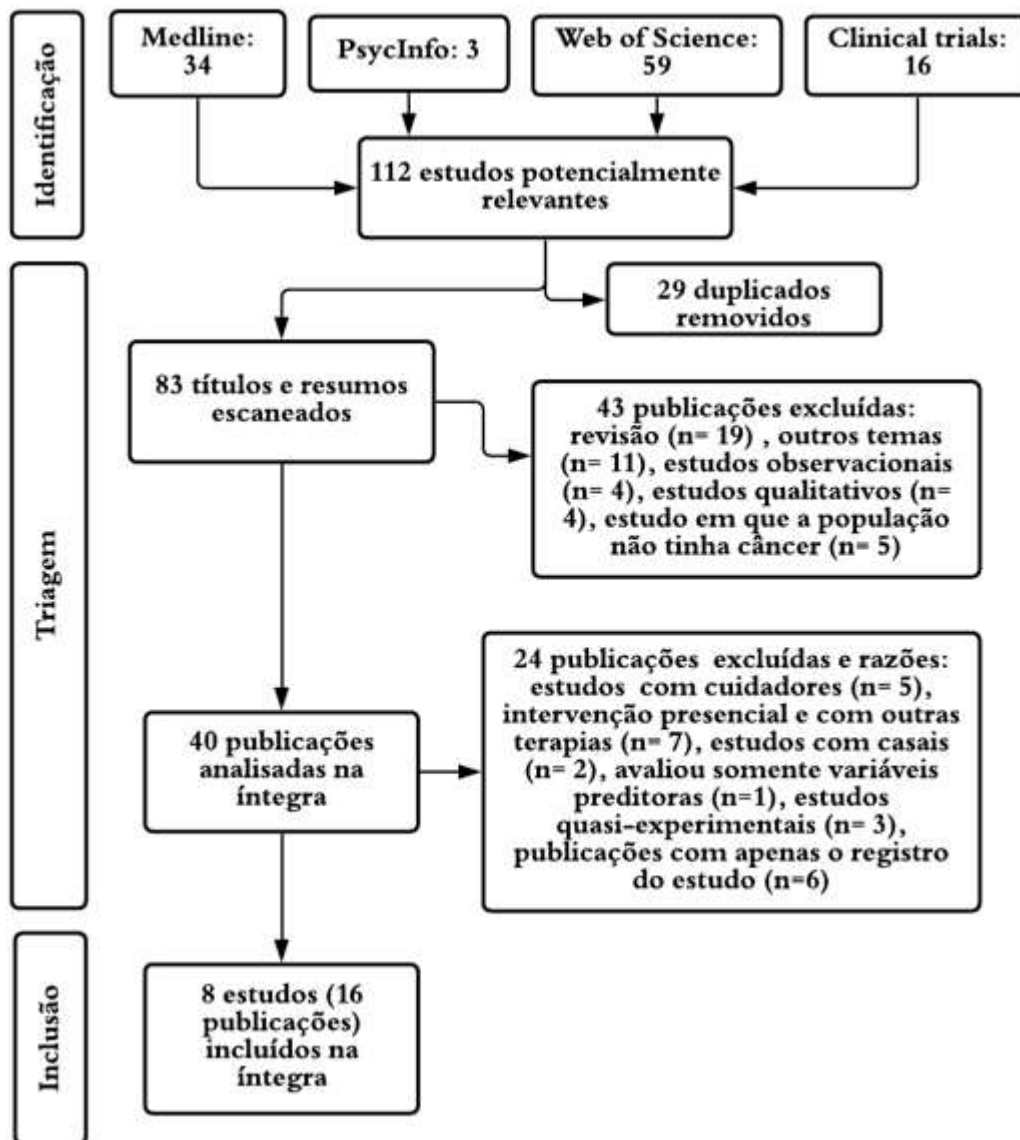 Identificação
Medline:
34
PsycInfo: 3
Web of Science:
59
Clinical trials:
16
112 estudos potencialmente
relevantes
Triagem
29 duplicados
removidos
83 títulos e resumos
escaneados
43 publicações excluídas:
revisão (n= 19) , outros temas
(n= 11), estudos observacionais
(n= 4), estudos qualitativos (n=
4), estudo em que a população
não tinha câncer (n= 5)
40 publicações
analisadas na
íntegra
24 publicações excluídas e razões:
estudos com cuidadores (n= 5),
intervenção presencial e com outras
terapias (n= 7), estudos com casais
(n= 2), avaliou somente variáveis
preditoras (n=1), estudos
quasi-experimentais (n= 3),
publicações com apenas o registro
do estudo (n=6)
Inclusão
8 estudos (16
publicações)
incluídos na
íntegra